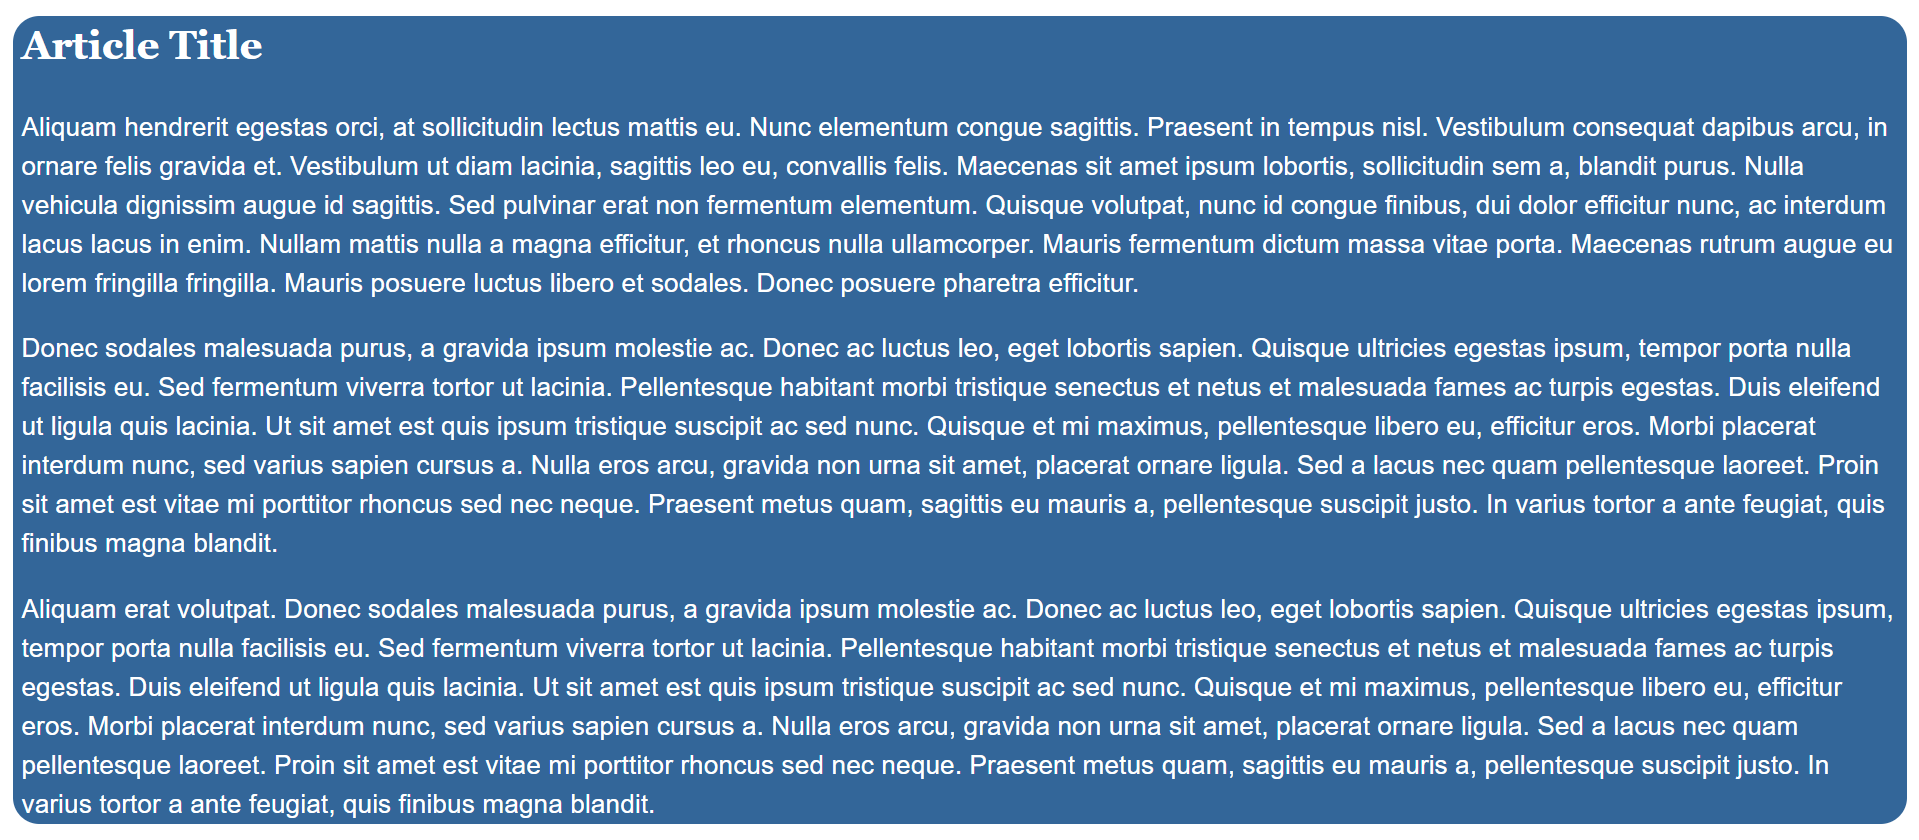 Article Title
Aliquam hendrerit egestas orci, at sollicitudin lectus mattis eu. Nunc elementum congue sagittis. Praesent in tempus nisl. Vestibulum consequat dapibus arcu, in
ornare felis gravida et. Vestibulum ut diam lacinia, sagittis leo eu, convallis felis. Maecenas sit amet ipsum lobortis, sollicitudin sem a, blandit purus. Nulla
vehicula dignissim augue id sagittis. Sed pulvinar erat non fermentum elementum. Quisque volutpat, nunc id congue finibus, dui dolor efficitur nunc, ac interdum
lacus lacus in enim. Nullam mattis nulla a magna efficitur, et rhoncus nulla ullamcorper. Mauris fermentum dictum massa vitae porta. Maecenas rutrum augue eu
lorem fringilla fringilla. Mauris posuere luctus libero et sodales. Donec posuere pharetra efficitur.
Donec sodales malesuada purus, a gravida ipsum molestie ac. Donec ac luctus leo, eget lobortis sapien. Quisque ultricies egestas ipsum, tempor porta nulla
facilisis eu. Sed fermentum viverra tortor ut lacinia. Pellentesque habitant morbi tristique senectus et netus et malesuada fames ac turpis egestas. Duis eleifend
ut ligula quis lacinia. Ut sit amet est quis ipsum tristique suscipit ac sed nunc. Quisque et mi maximus, pellentesque libero eu, efficitur eros. Morbi placerat
interdum nunc, sed varius sapien cursus a. Nulla eros arcu, gravida non urna sit amet, placerat ornare ligula. Sed a lacus nec quam pellentesque laoreet. Proin
sit amet est vitae mi porttitor rhoncus sed nec neque. Praesent metus quam, sagittis eu mauris a, pellentesque suscipit justo. In varius tortor a ante feugiat, quis
finibus magna blandit.
Aliquam erat volutpat. Donec sodales malesuada purus, a gravida ipsum molestie ac. Donec ac luctus leo, eget lobortis sapien. Quisque ultricies egestas ipsum,
tempor porta nulla facilisis eu. Sed fermentum viverra tortor ut lacinia. Pellentesque habitant morbi tristique senectus et netus et malesuada fames ac turpis
egestas. Duis eleifend ut ligula quis lacinia. Ut sit amet est quis ipsum tristique suscipit ac sed nunc. Quisque et mi maximus, pellentesque libero eu, efficitur
eros. Morbi placerat interdum nunc, sed varius sapien cursus a. Nulla eros arcu, gravida non urna sit amet, placerat ornare ligula. Sed a lacus nec quam
pellentesque laoreet. Proin sit amet est vitae mi porttitor rhoncus sed nec neque. Praesent metus quam, sagittis eu mauris a, pellentesque suscipit justo. In
varius tortor a ante feugiat, quis finibus magna blandit.